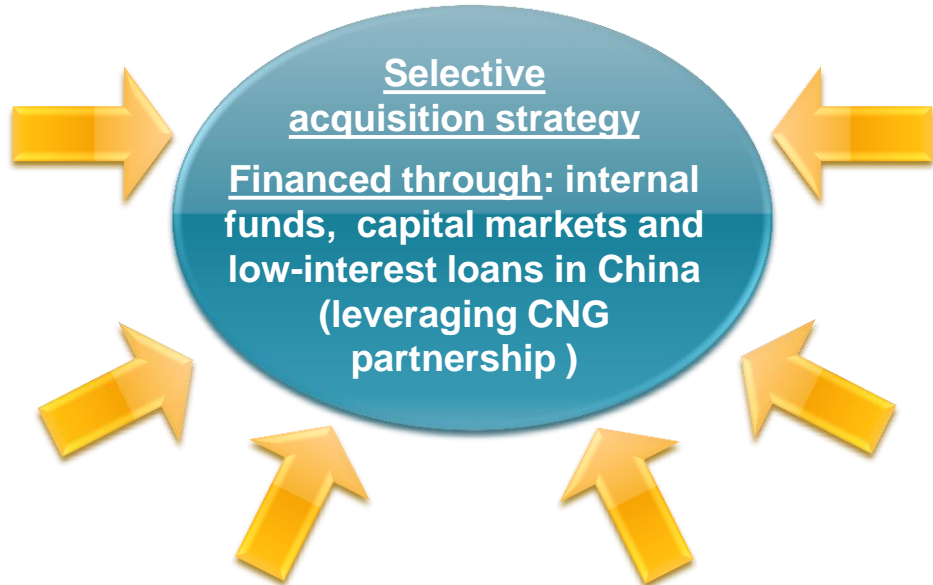 Selective
acquisition strategy
Financed through: internal
funds,  capital markets and
low-interest loans in China
(leveraging CNG
partnership )